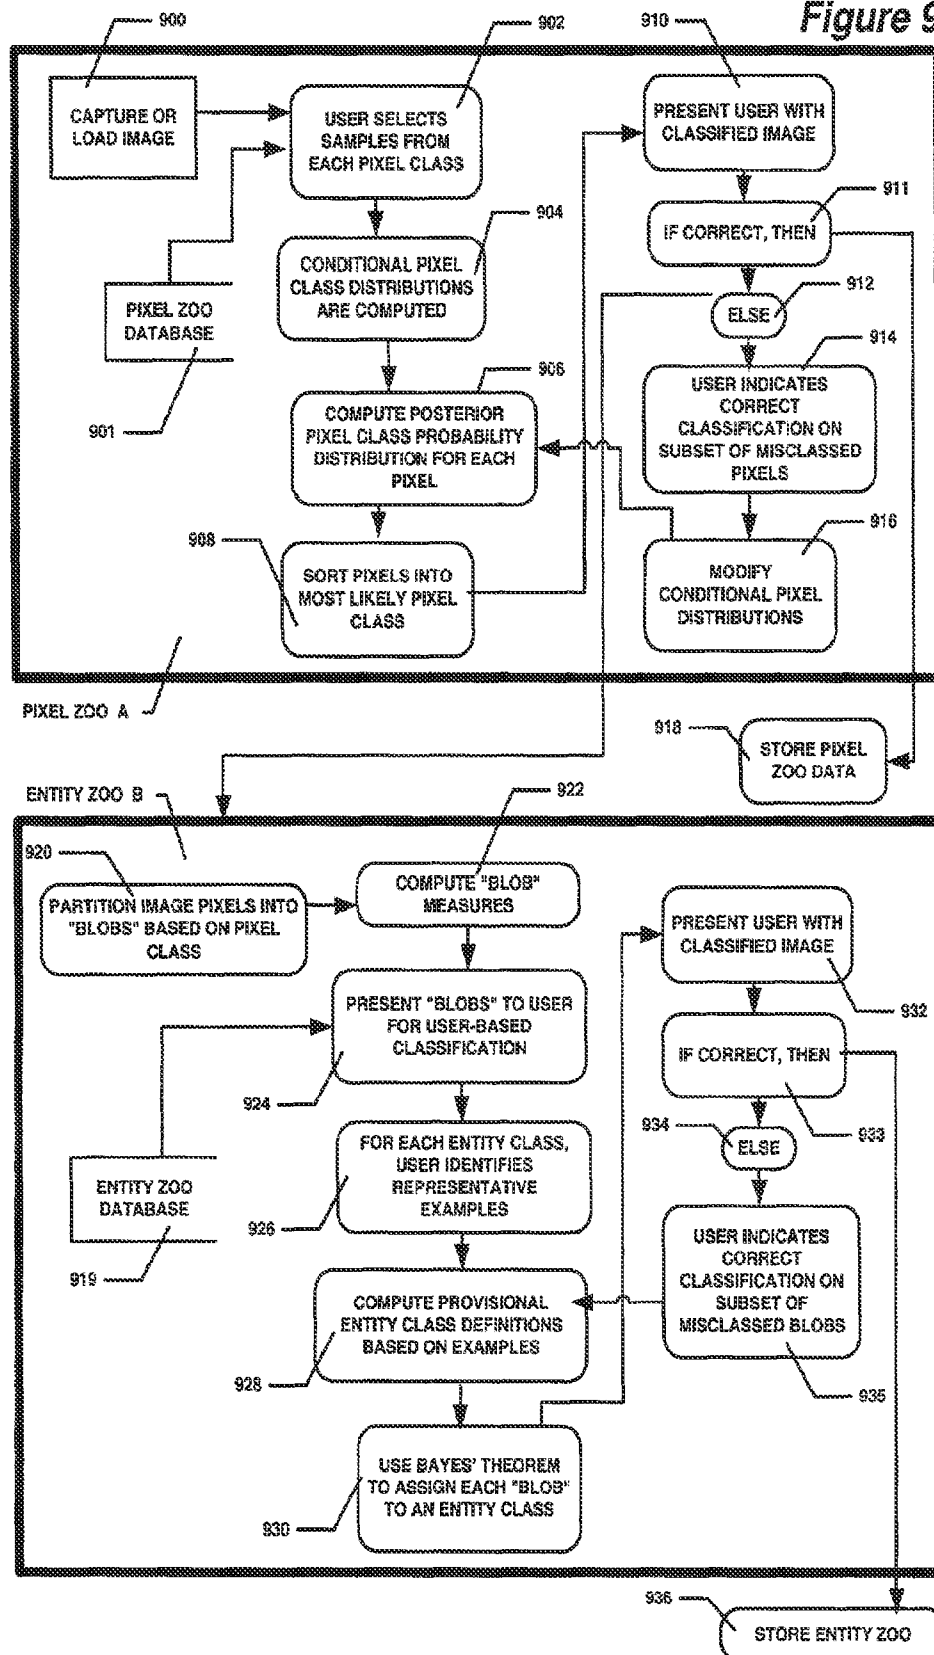 Figure 9
900
902
910
CAPTURE OR
LOAD IMAGE
USER SELECTS
SAMPLES FROM
EACH PIXEL CLASS
PRESENT USER WITH
CLASSIFIED IMAGE
911
904
IF CORRECT, THEN
CONDITIONAL PIXEL
CLASS DISTRIBUTIONS
ARE COMPUTED
912
PIXEL ZOO
DATABASE
ELSE
914
906
901
USER INDICATES
CORRECT
CLASSIFICATION ON
SUBSET OF MISCLASSED
PIXELS
COMPUTE POSTERIOR
PIXEL CLASS PROBABILITY
DISTRIBUTION FOR EACH
PIXEL
908
916
SORT PIXELS INTO
MOST LIKELY PIXEL
CLASS
MODIFY
CONDITIONAL PIXEL
DISTRIBUTIONS
PIXEL ZOO A
918
STORE PIXEL
ZOO DATA
ENTITY ZOO B
922
920
PARTITION IMAGE PIXELS INTO
"BLOBS" BASED ON PIXEL
CLASS
COMPUTE "BLOB"
MEASURES
PRESENT USER WITH
CLASSIFIED IMAGE
932
PRESENT "BLOBS" TO USER
FOR USER-BASED
CLASSIFICATION
IF CORRECT, THEN
924
934
933
ELSE
FOR EACH ENTITY CLASS,
USER IDENTIFIES
REPRESENTATIVE
EXAMPLES
ENTITY ZOO
DATABASE
926
919
USER INDICATES
CORRECT
CLASSIFICATION ON
SUBSET OF
MISCLASSED BLOBS
COMPUTE PROVISIONAL
ENTITY CLASS DEFINITIONS
BASED ON EXAMPLES
928
935
USE BAYES' THEOREM
TO ASSIGN EACH "BLOB"
TO AN ENTITY CLASS
930
936
STORE ENTITY ZOO